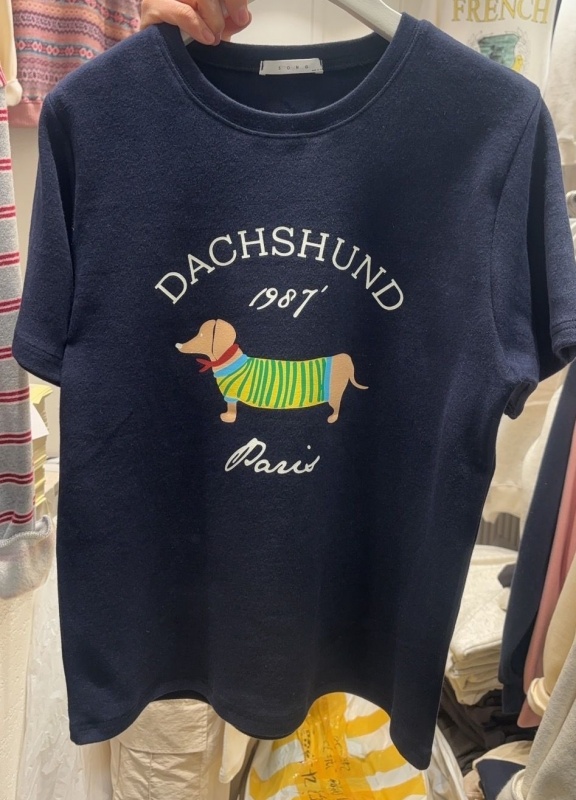 FRENCH
DACHSHUND
1987'
Paris